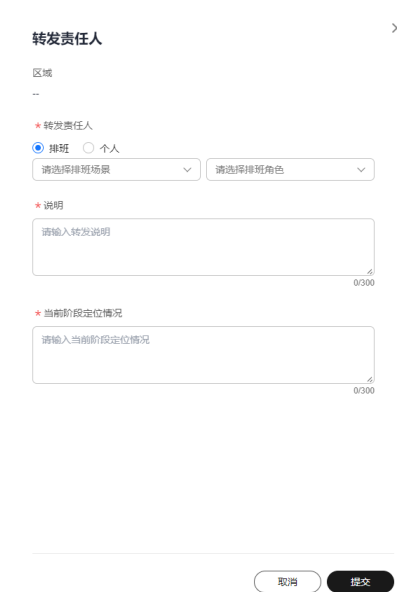 转发责任人
区域
--
* 转发责任人
排班 个人
请选择排班场景 请选择排班角色
* 说明
请输入转发说明
0/300
* 当前阶段定位情况
请输入当前阶段定位情况
0/300
取消 提交